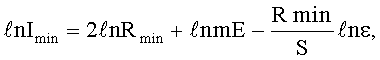 ℓnI_min = 2ℓnR_min + ℓnmE − (R min / S) ℓnε,